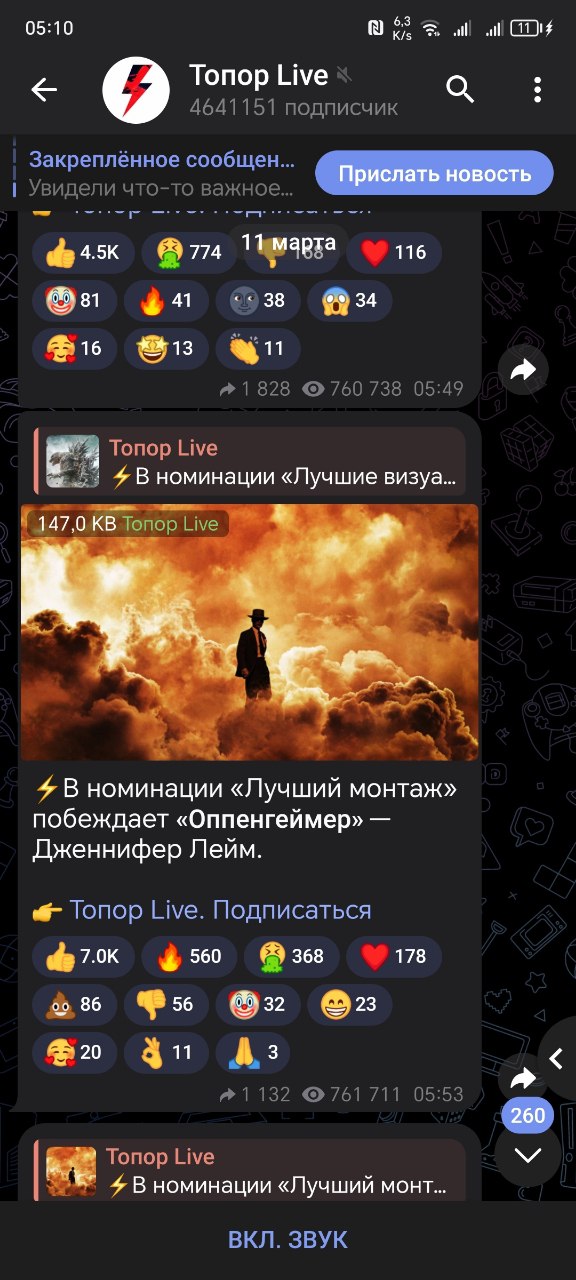 05:10
6,3
K/s
11
Топор Live
4641151 подписчик
Закреплённое сообщен...
Увидели что-то важное...
Прислать новость
Топор Live. Подписаться
11 марта
4.5K 774 168 116
81 41 38 34
16 13 11
1 828 760 738 05:49
Топор Live
⚡В номинации «Лучшие визуа...
147,0 KB Топор Live
⚡В номинации «Лучший монтаж»
побеждает «Оппенгеймер» —
Дженнифер Лейм.
👉 Топор Live. Подписаться
7.0K 560 368 178
86 56 32 23
20 11 3
1 132 761 711 05:53
260
Топор Live
⚡В номинации «Лучший монт...
ВКЛ. ЗВУК